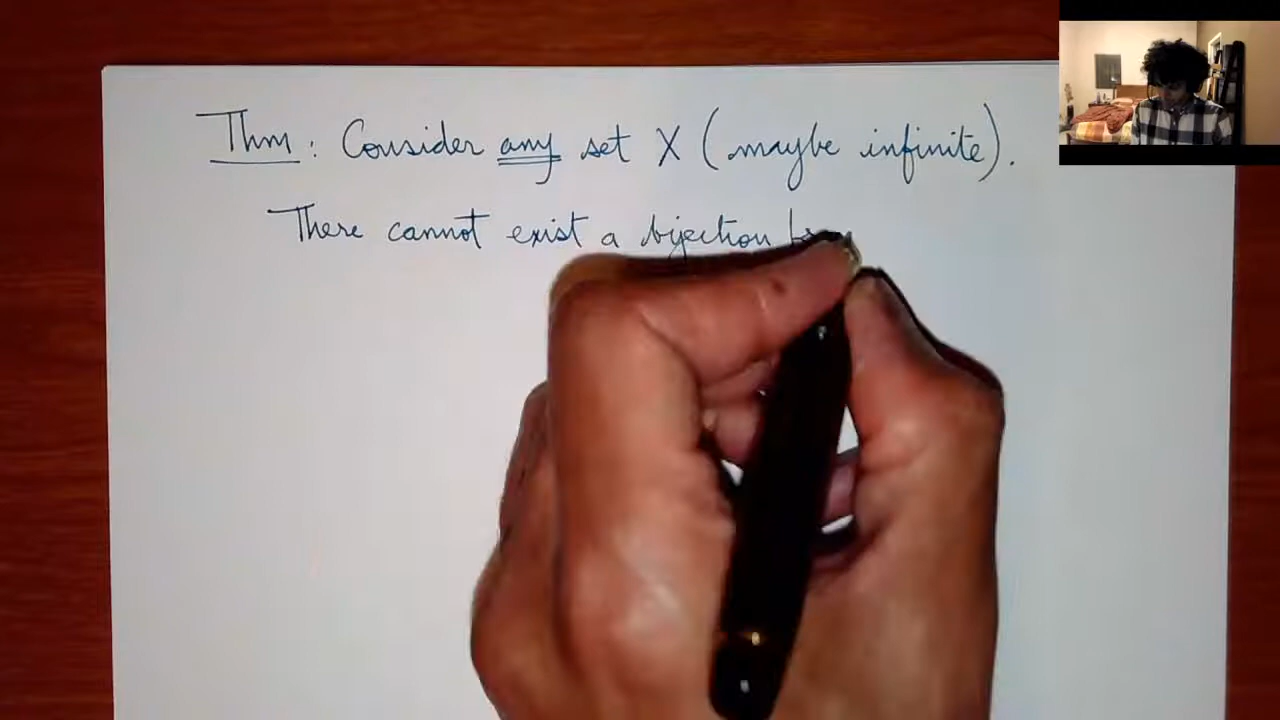 Thm: Consider any set X (maybe infinite).
There cannot exist a bijection